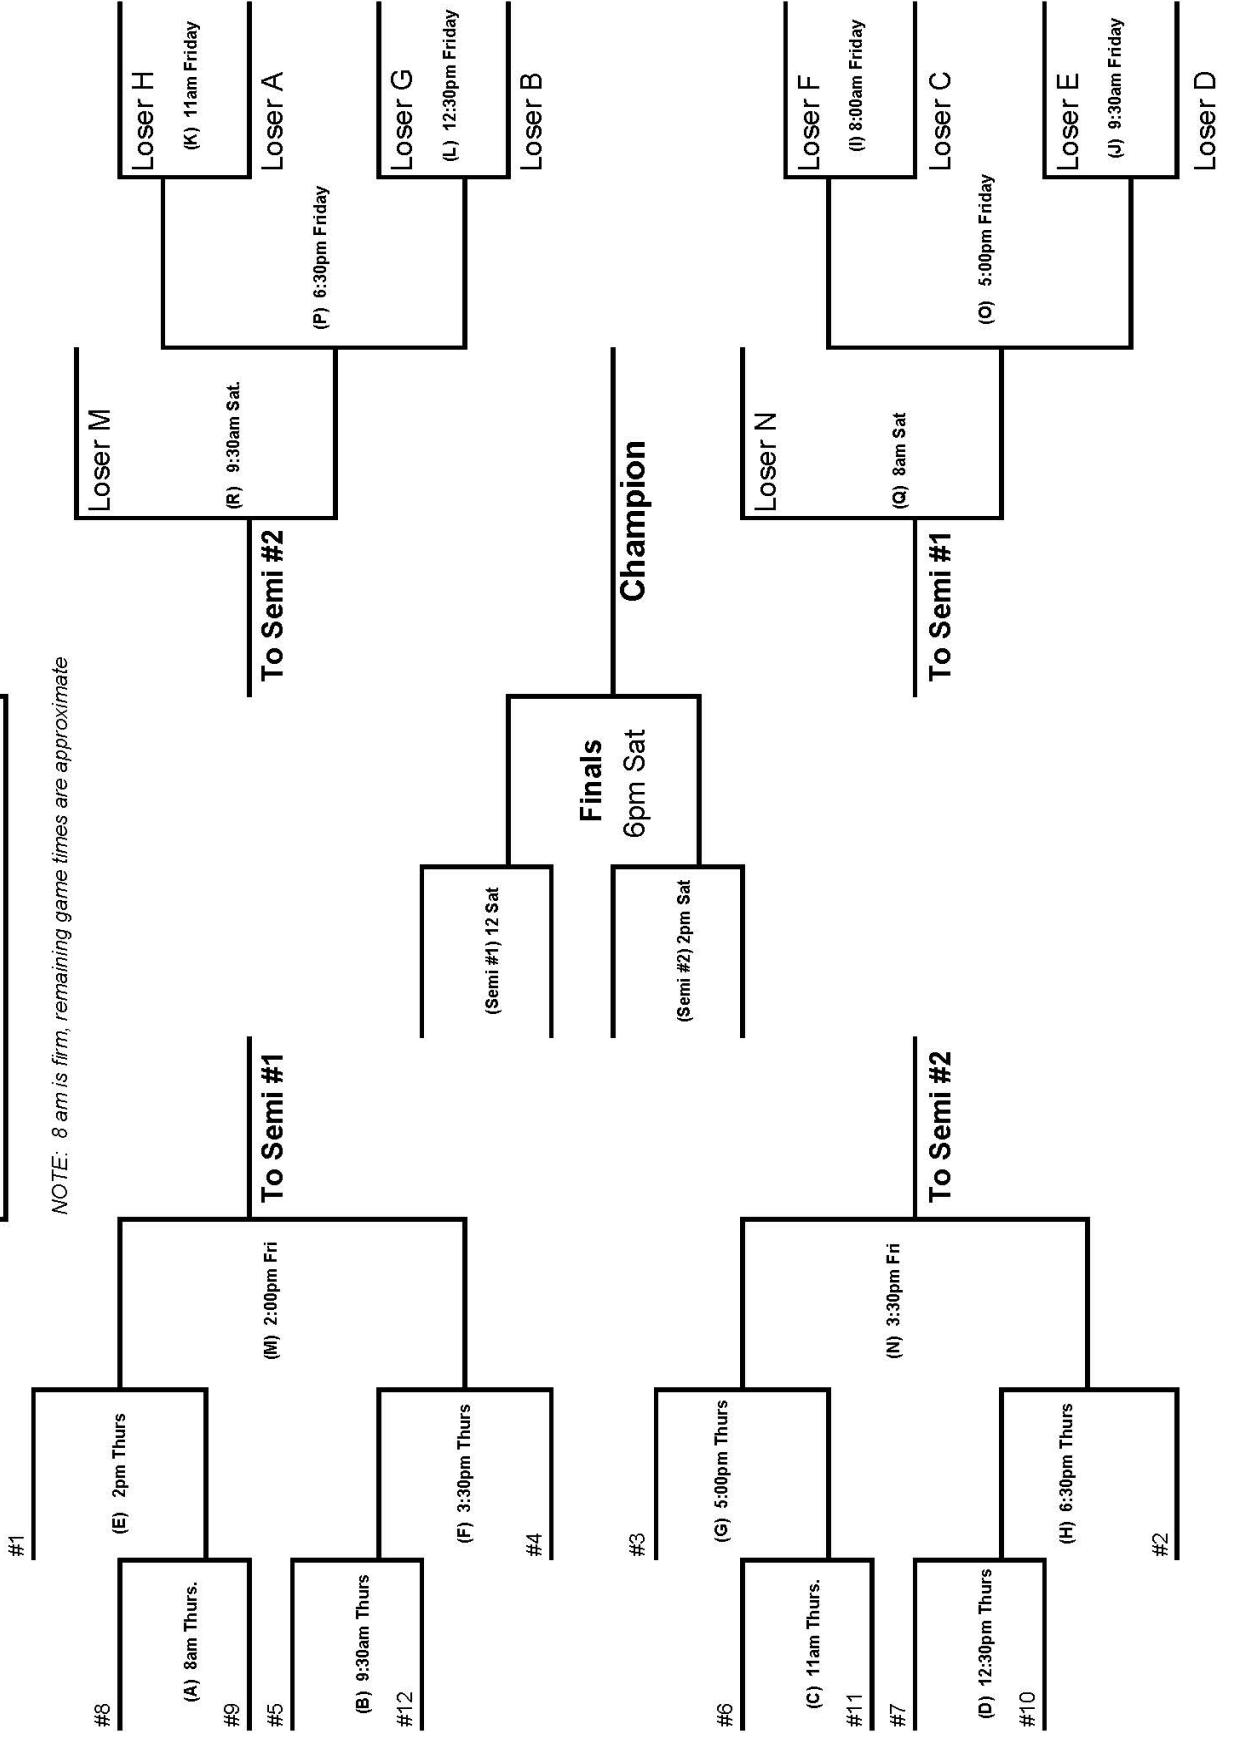 NOTE:  8 am is firm, remaining game times are approximate
#1
(E)  2pm Thurs
#8
(A)  8am Thurs.
#9
(M)  2:00pm Fri
To Semi #1
#5
(B)  9:30am Thurs
#12
(F)  3:30pm Thurs
#4
#3
(G)  5:00pm Thurs
#6
(C)  11am Thurs.
#11
(N)  3:30pm Fri
To Semi #2
#7
(D)  12:30pm Thurs
#10
(H)  6:30pm Thurs
#2
(Semi #1) 12 Sat
Finals
6pm Sat
Champion
(Semi #2) 2pm Sat
Loser M
(R)  9:30am Sat.
To Semi #2
Loser H
(K)  11am Friday
Loser A
(P)  6:30pm Friday
Loser G
(L)  12:30pm Friday
Loser B
Loser N
(Q)  8am Sat
To Semi #1
Loser F
(I) 8:00am Friday
Loser C
(O)  5:00pm Friday
Loser E
(J)  9:30am Friday
Loser D